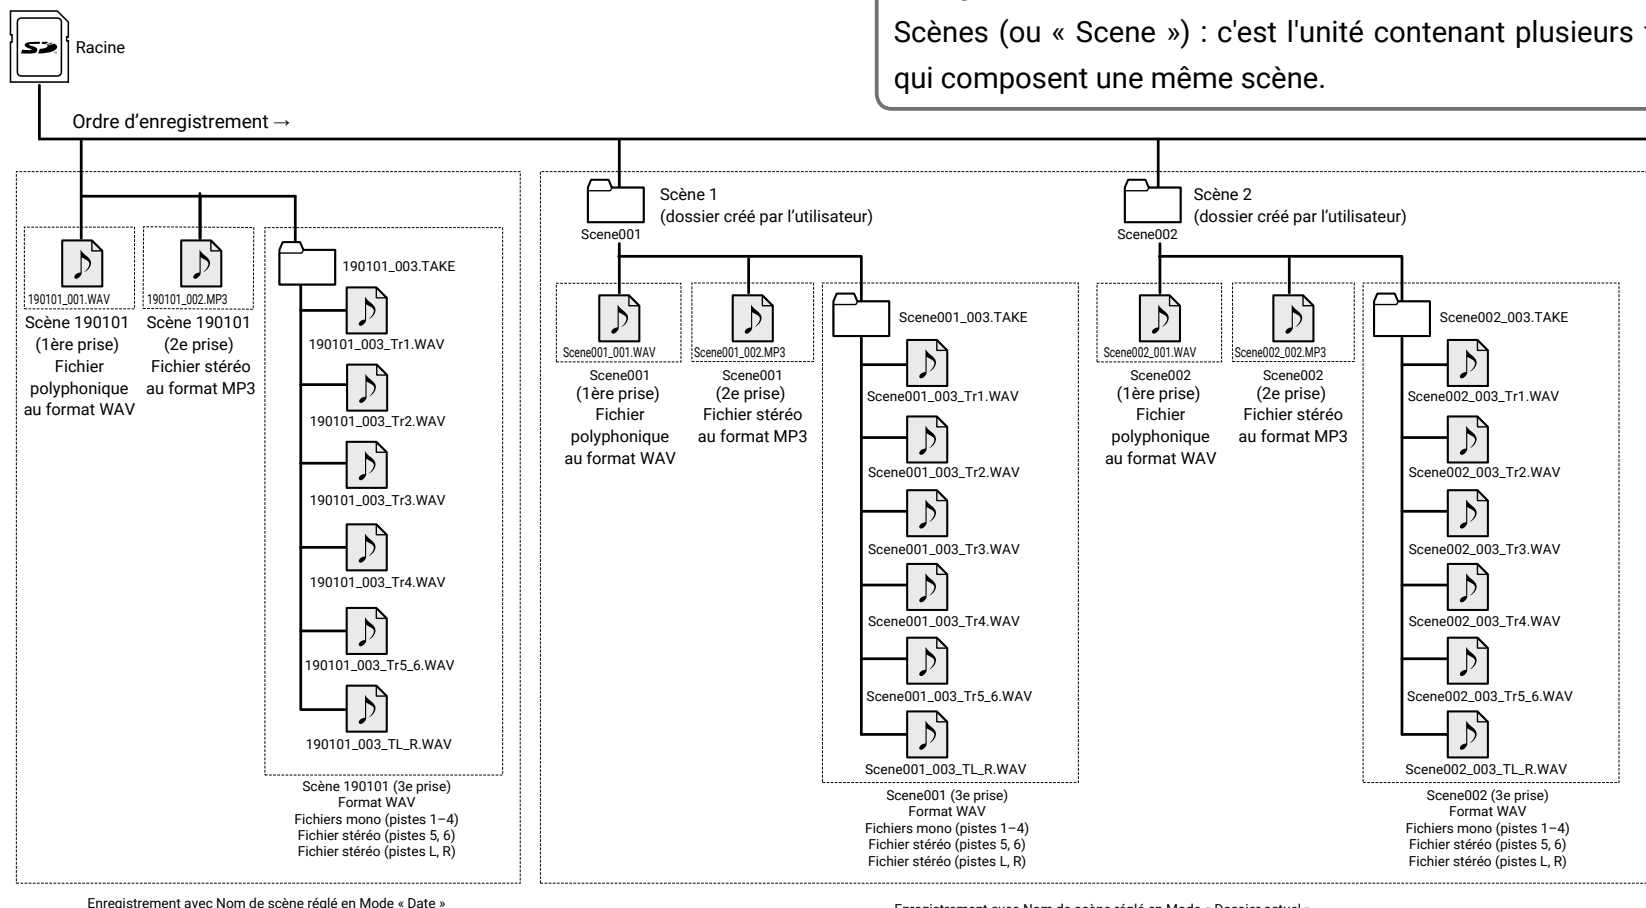 Scènes (ou « Scene ») : c'est l'unité contenant plusieurs
qui composent une même scène.
Racine
Ordre d'enregistrement →
190101_001.WAV
Scène 190101
(1ère prise)
Fichier
polyphonique
au format WAV
190101_002.MP3
Scène 190101
(2e prise)
Fichier stéréo
au format MP3
190101_003.TAKE
190101_003_Tr1.WAV
190101_003_Tr2.WAV
190101_003_Tr3.WAV
190101_003_Tr4.WAV
190101_003_Tr5_6.WAV
190101_003_TL_R.WAV
Scène 190101 (3e prise)
Format WAV
Fichiers mono (pistes 1–4)
Fichier stéréo (pistes 5, 6)
Fichier stéréo (pistes L, R)
Enregistrement avec Nom de scène réglé en Mode « Date »
Scène 1
(dossier créé par l'utilisateur)
Scene001
Scene001_001.WAV
Scene001
(1ère prise)
Fichier
polyphonique
au format WAV
Scene001_002.MP3
Scene001
(2e prise)
Fichier stéréo
au format MP3
Scene001_003.TAKE
Scene001_003_Tr1.WAV
Scene001_003_Tr2.WAV
Scene001_003_Tr3.WAV
Scene001_003_Tr4.WAV
Scene001_003_Tr5_6.WAV
Scene001_003_TL_R.WAV
Scene001 (3e prise)
Format WAV
Fichiers mono (pistes 1–4)
Fichier stéréo (pistes 5, 6)
Fichier stéréo (pistes L, R)
Scène 2
(dossier créé par l'utilisateur)
Scene002
Scene002_001.WAV
Scene002
(1ère prise)
Fichier
polyphonique
au format WAV
Scene002_002.MP3
Scene002
(2e prise)
Fichier stéréo
au format MP3
Scene002_003.TAKE
Scene002_003_Tr1.WAV
Scene002_003_Tr2.WAV
Scene002_003_Tr3.WAV
Scene002_003_Tr4.WAV
Scene002_003_Tr5_6.WAV
Scene002_003_TL_R.WAV
Scene002 (3e prise)
Format WAV
Fichiers mono (pistes 1–4)
Fichier stéréo (pistes 5, 6)
Fichier stéréo (pistes L, R)
Enregistrement avec Nom de scène réglé en Mode « Dossier actuel »